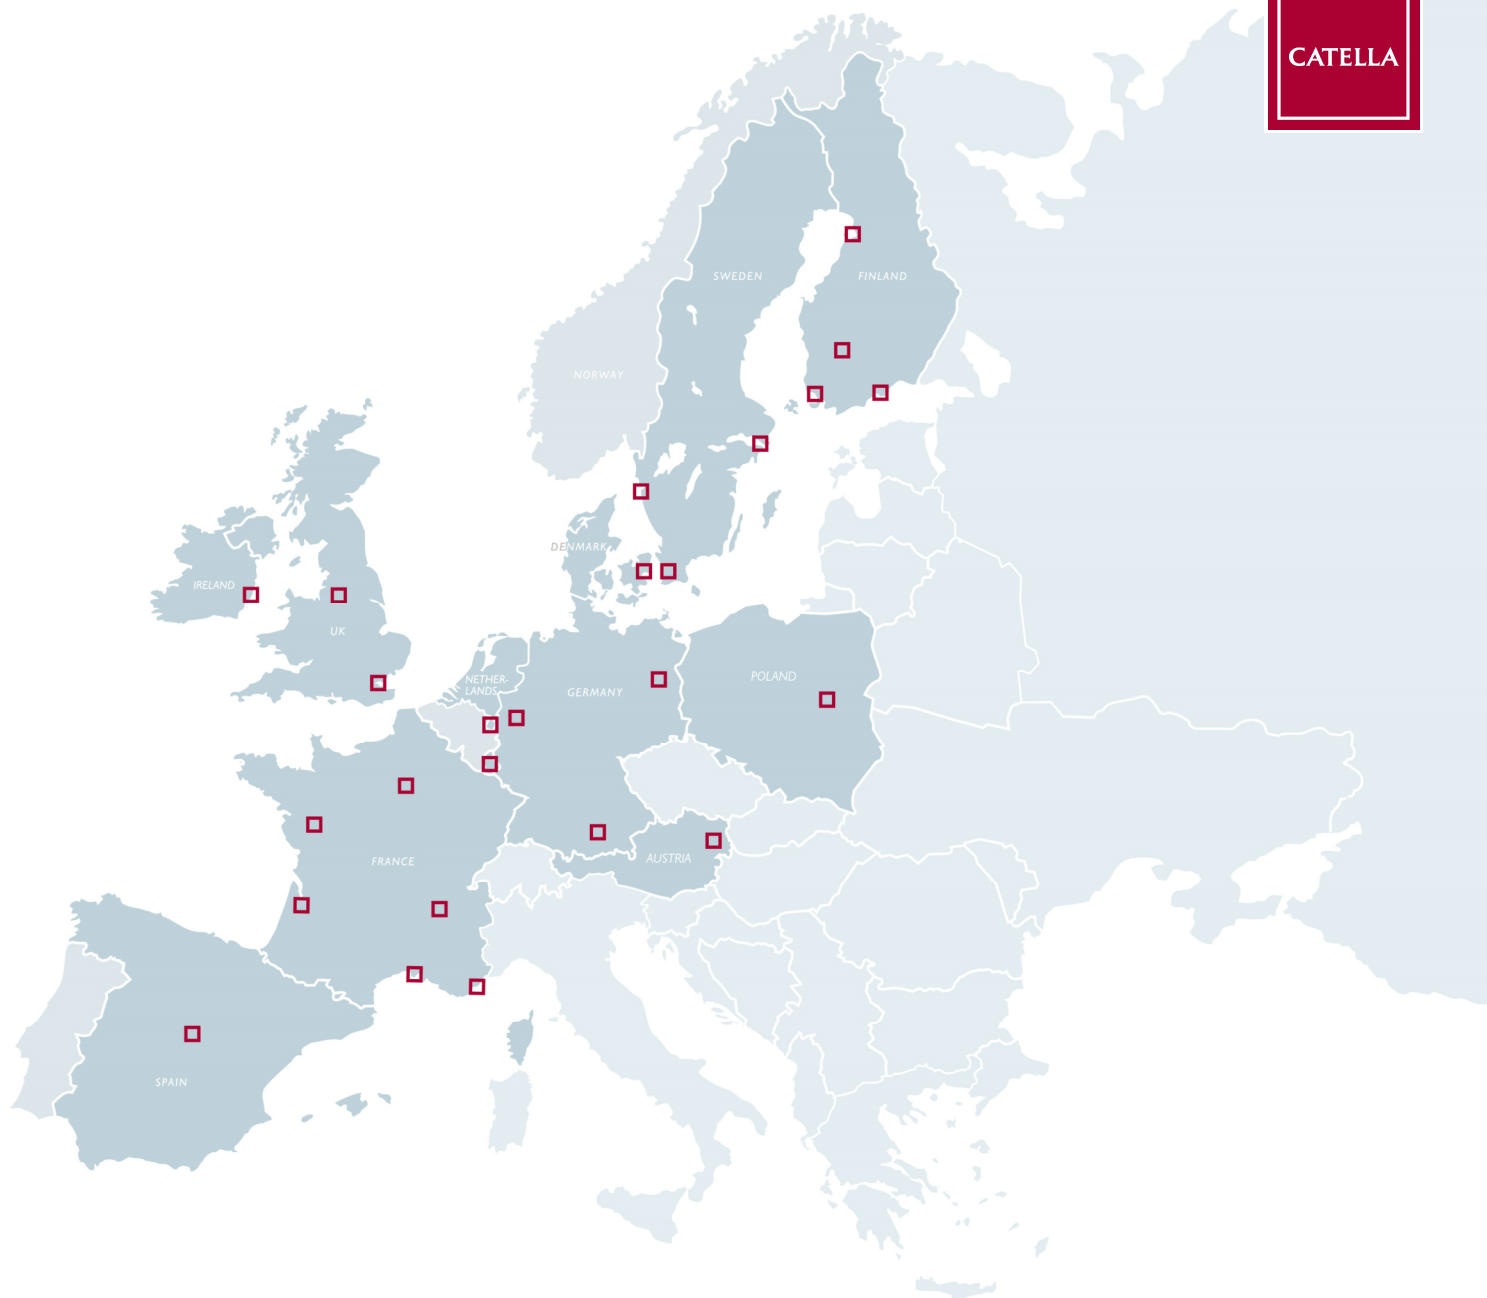 CATELLA
SWEDEN
FINLAND
NORWAY
DENMARK
IRELAND
UK
NETHER-
LANDS
GERMANY
POLAND
FRANCE
AUSTRIA
SPAIN